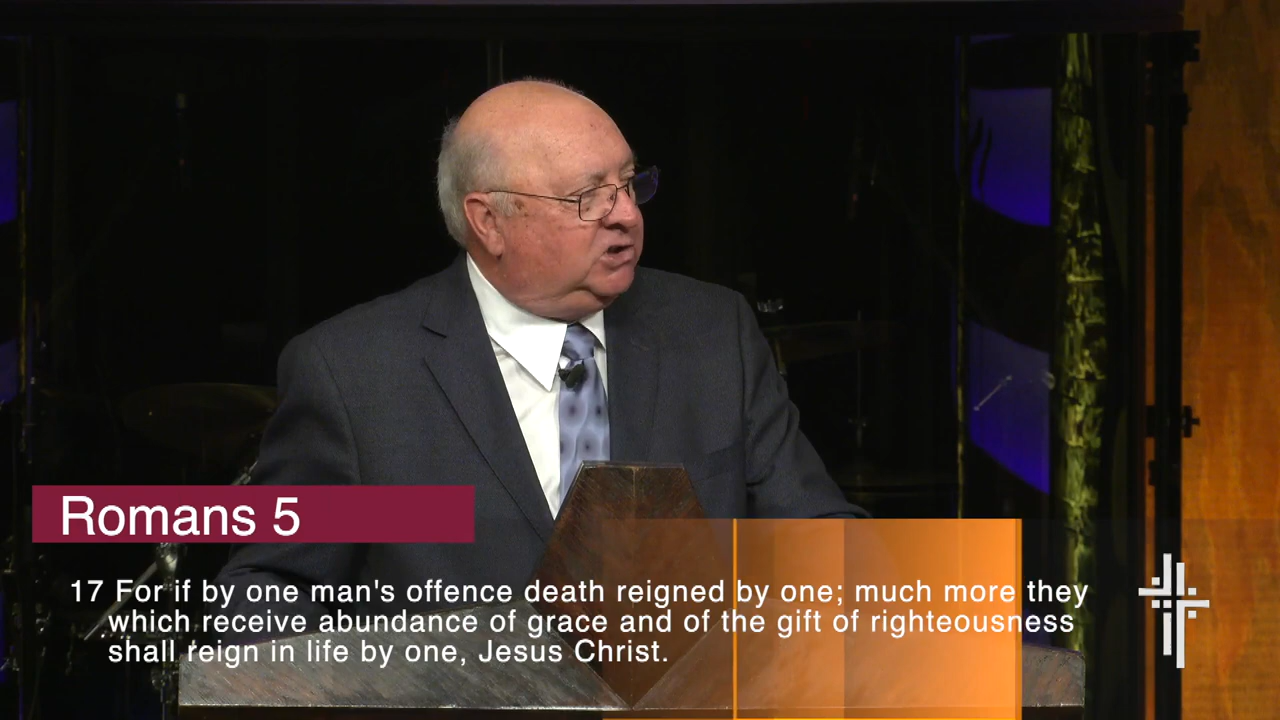 Romans 5
17 For if by one man's offence death reigned by one; much more they
which receive abundance of grace and of the gift of righteousness
shall reign in life by one, Jesus Christ.